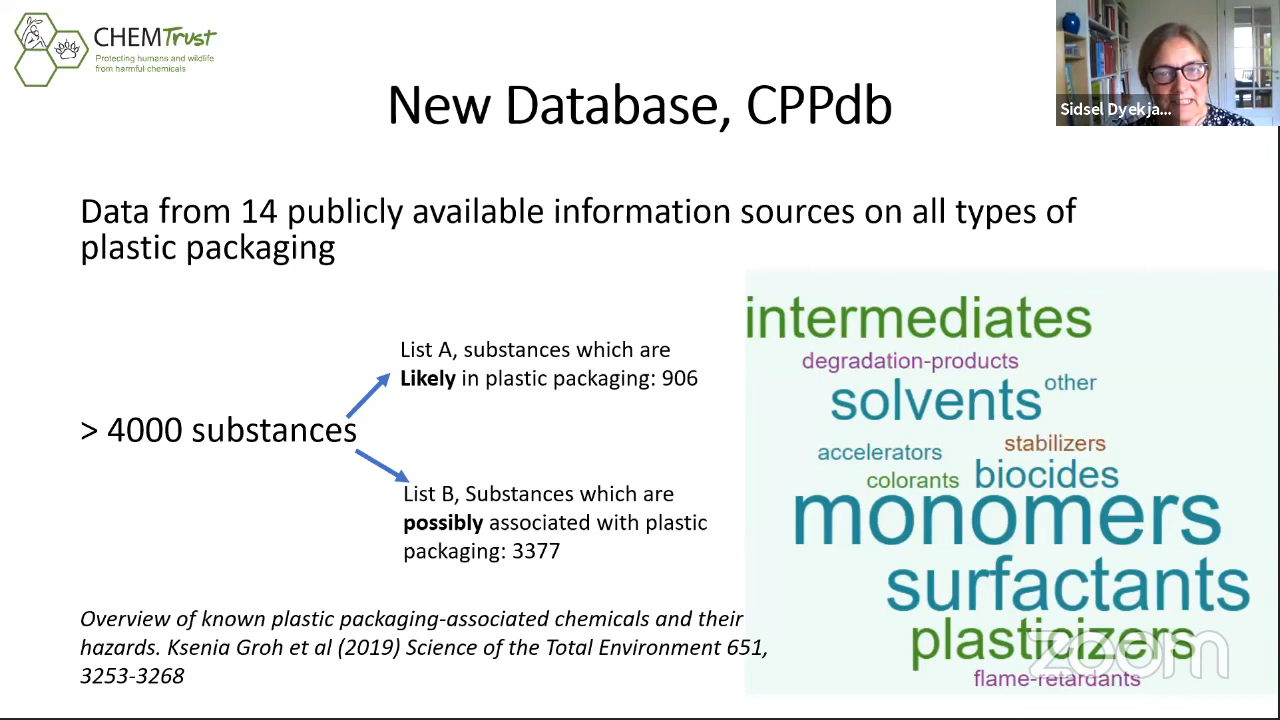 CHEMTrust
Protecting humans and wildlife
from harmful chemicals
Sidsel Dyekja...
New Database, CPPdb
Data from 14 publicly available information sources on all types of
plastic packaging
List A, substances which are
Likely in plastic packaging: 906
> 4000 substances
List B, Substances which are
possibly associated with plastic
packaging: 3377
Overview of known plastic packaging-associated chemicals and their
hazards. Ksenia Groh et al (2019) Science of the Total Environment 651,
3253-3268
intermediates
degradation-products
solvents other
accelerators stabilizers
colorants biocides
monomers
surfactants
plasticizers
zoom
flame-retardants